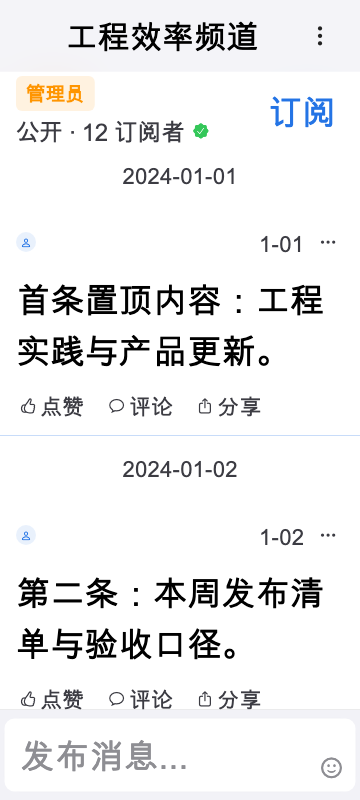 工程效率频道
管理员
公开 · 12 订阅者
订阅
2024-01-01
1-01
首条置顶内容：工程
实践与产品更新。
点赞 评论 分享
2024-01-02
1-02
第二条：本周发布清
单与验收口径。
点赞 评论 分享
发布消息...